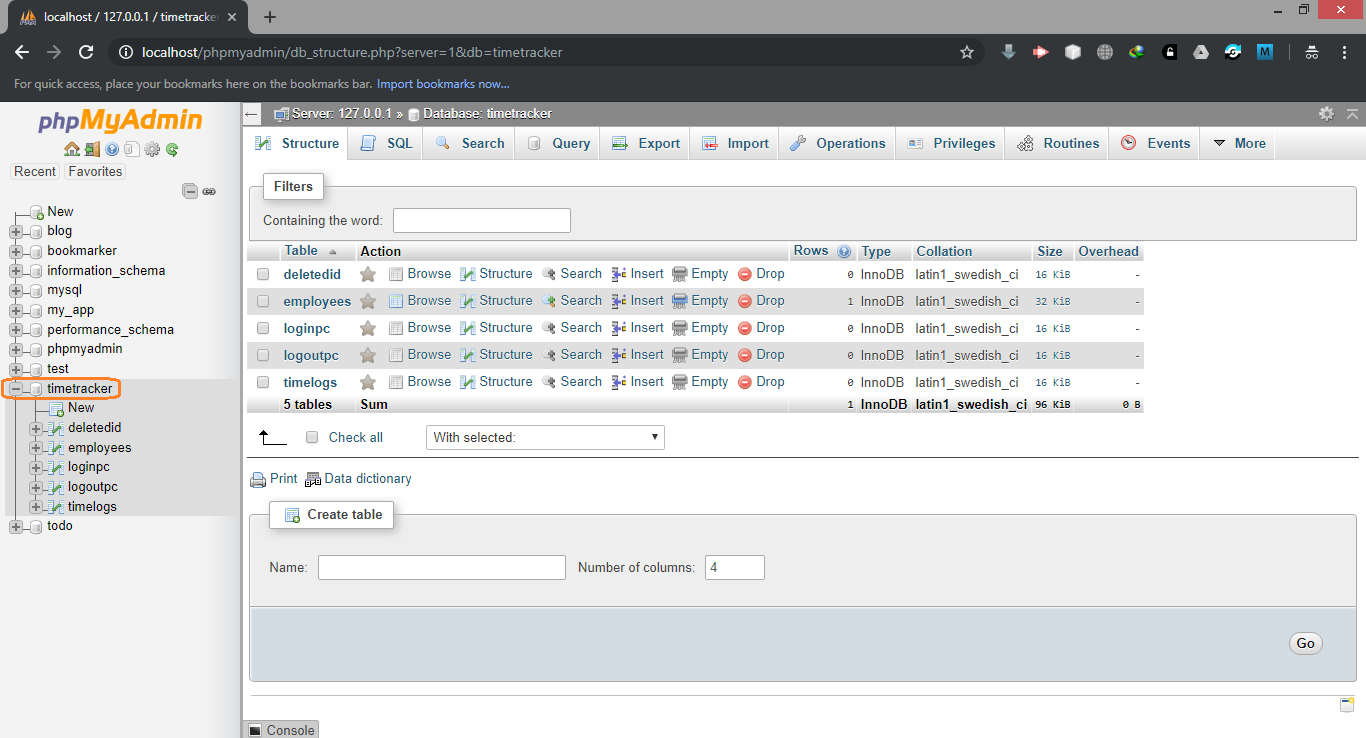 localhost / 127.0.0.1 / timetracker
localhost/phpmyadmin/db_structure.php?server=1&db=timetracker
M
For quick access, place your bookmarks here on the bookmarks bar. Import bookmarks now...
phpMyAdmin
Recent Favorites
New
blog
bookmarker
information_schema
mysql
my_app
performance_schema
phpmyadmin
test
timetracker
New
deletedid
employees
loginpc
logoutpc
timelogs
todo
Server: 127.0.0.1 » Database: timetracker
Structure SQL Search Query Export Import Operations Privileges Routines Events More
Filters
Containing the word:
Table Action Rows Type Collation Size Overhead
deletedid Browse Structure Search Insert Empty Drop 0 InnoDB latin1_swedish_ci 16 KiB -
employees Browse Structure Search Insert Empty Drop 1 InnoDB latin1_swedish_ci 32 KiB -
loginpc Browse Structure Search Insert Empty Drop 0 InnoDB latin1_swedish_ci 16 KiB -
logoutpc Browse Structure Search Insert Empty Drop 0 InnoDB latin1_swedish_ci 16 KiB -
timelogs Browse Structure Search Insert Empty Drop 0 InnoDB latin1_swedish_ci 16 KiB -
5 tables Sum 1 InnoDB latin1_swedish_ci 96 KiB 0 B
Check all With selected:
Print Data dictionary
Create table
Name: Number of columns: 4
Go
Console